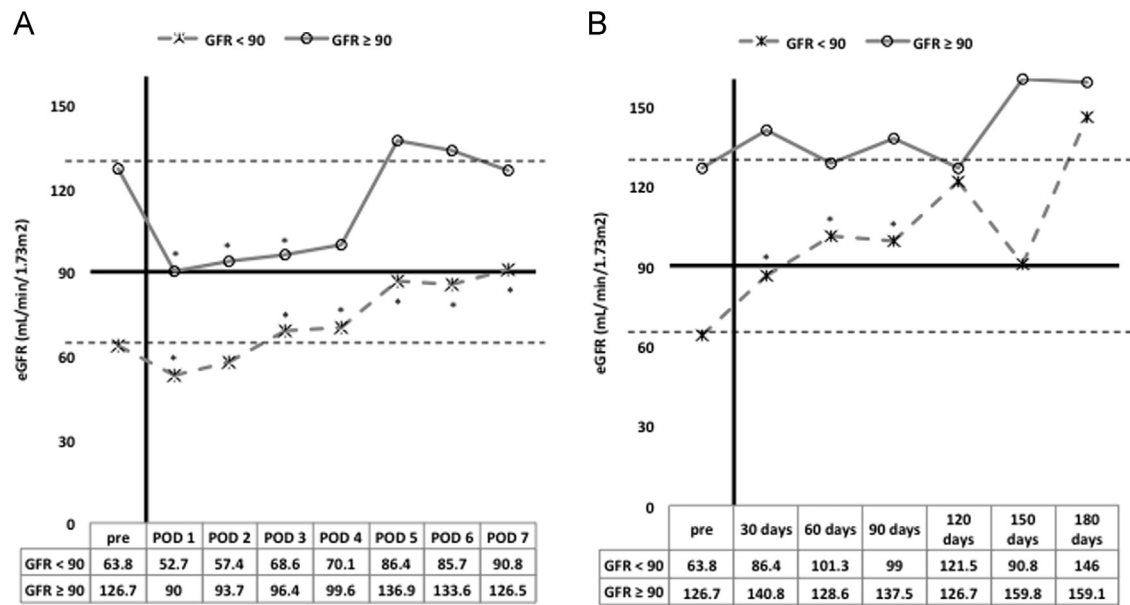 A
GFR < 90 GFR ≥ 90
150
120
90
60
30
0
eGFR (mL/min/1.73m2)
* * *
* * * * * *
pre POD 1 POD 2 POD 3 POD 4 POD 5 POD 6 POD 7
GFR < 90 63.8 52.7 57.4 68.6 70.1 86.4 85.7 90.8
GFR ≥ 90 126.7 90 93.7 96.4 99.6 136.9 133.6 126.5
B
GFR < 90 GFR ≥ 90
150
120
90
60
30
0
eGFR (mL/min/1.73m2)
* * *
pre 30 days 60 days 90 days 120 days 150 days 180 days
GFR < 90 63.8 86.4 101.3 99 121.5 90.8 146
GFR ≥ 90 126.7 140.8 128.6 137.5 126.7 159.8 159.1